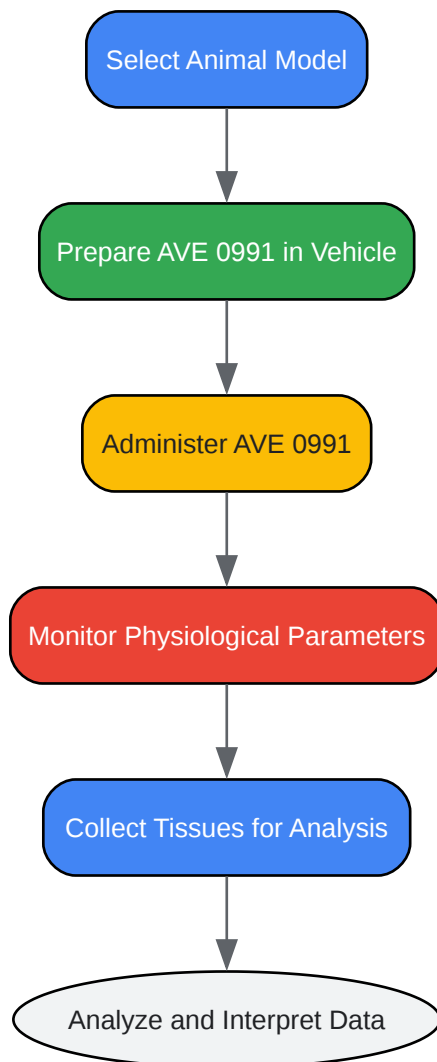 Select Animal Model
Prepare AVE 0991 in Vehicle
Administer AVE 0991
Monitor Physiological Parameters
Collect Tissues for Analysis
Analyze and Interpret Data